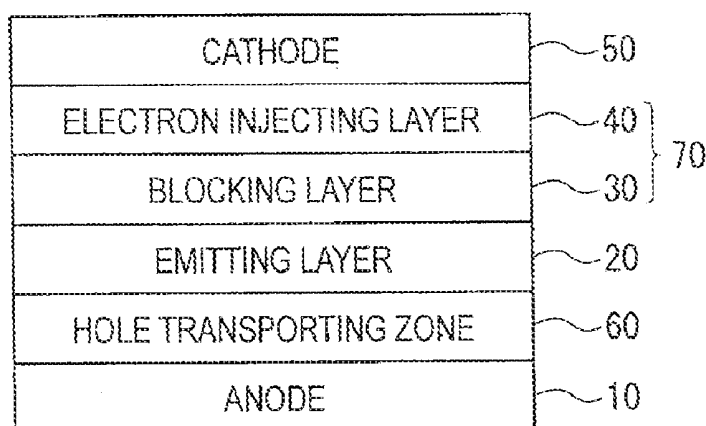 CATHODE 50
ELECTRON INJECTING LAYER 40
70
BLOCKING LAYER 30
EMITTING LAYER 20
HOLE TRANSPORTING ZONE 60
ANODE 10